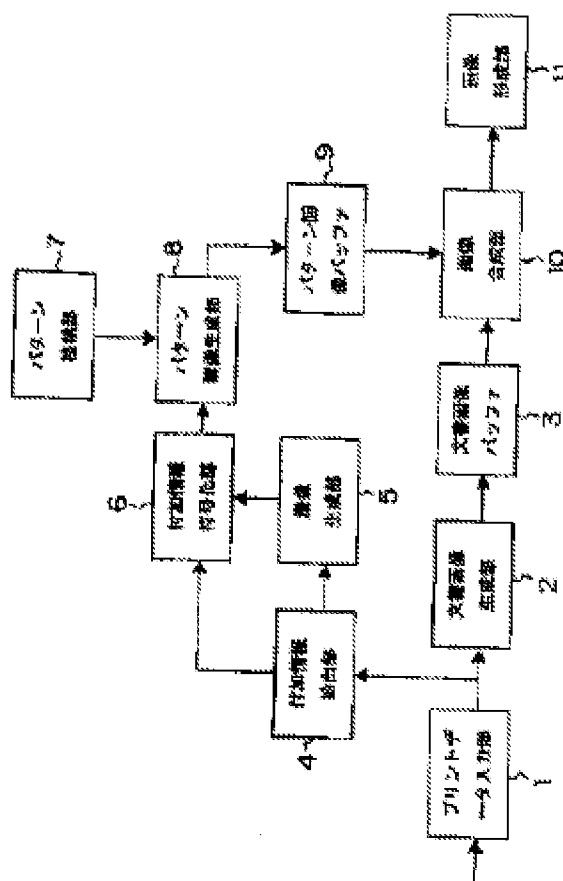 7
パターン
格納部
8
パターン
画像生成部
9
パターン画
像バッファ
6
付加情報
符号化部
5
生成部
4
付加情報
抽出部
1
プリントデ
ータ入力部
2
文書画像
生成部
3
文書画像
バッファ
10
画像
合成部
11
画像
形成部